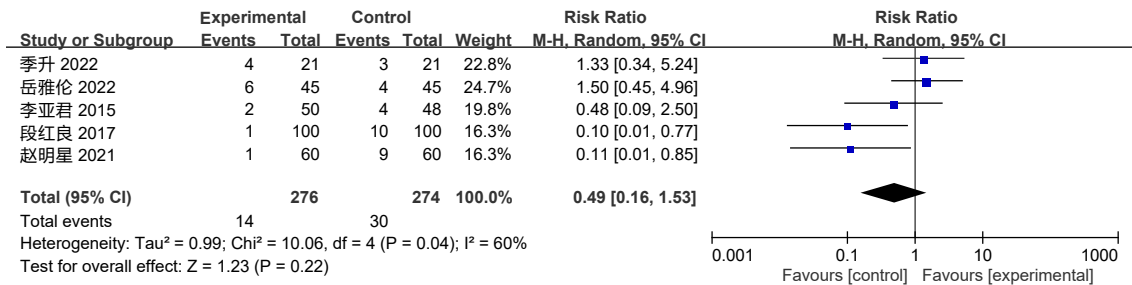 Experimental Control Risk Ratio Risk Ratio
Study or Subgroup Events Total Events Total Weight M-H, Random, 95% CI M-H, Random, 95% CI
季升 2022 4 21 3 21 22.8% 1.33 [0.34, 5.24]
岳雅伦 2022 6 45 4 45 24.7% 1.50 [0.45, 4.96]
李亚君 2015 2 50 4 48 19.8% 0.48 [0.09, 2.50]
段红良 2017 1 100 10 100 16.3% 0.10 [0.01, 0.77]
赵明星 2021 1 60 9 60 16.3% 0.11 [0.01, 0.85]
Total (95% CI) 276 274 100.0% 0.49 [0.16, 1.53]
Total events 14 30
Heterogeneity: Tau² = 0.99; Chi² = 10.06, df = 4 (P = 0.04); I² = 60%
Test for overall effect: Z = 1.23 (P = 0.22)
0.001 0.1 1 10 1000
Favours [control] Favours [experimental]